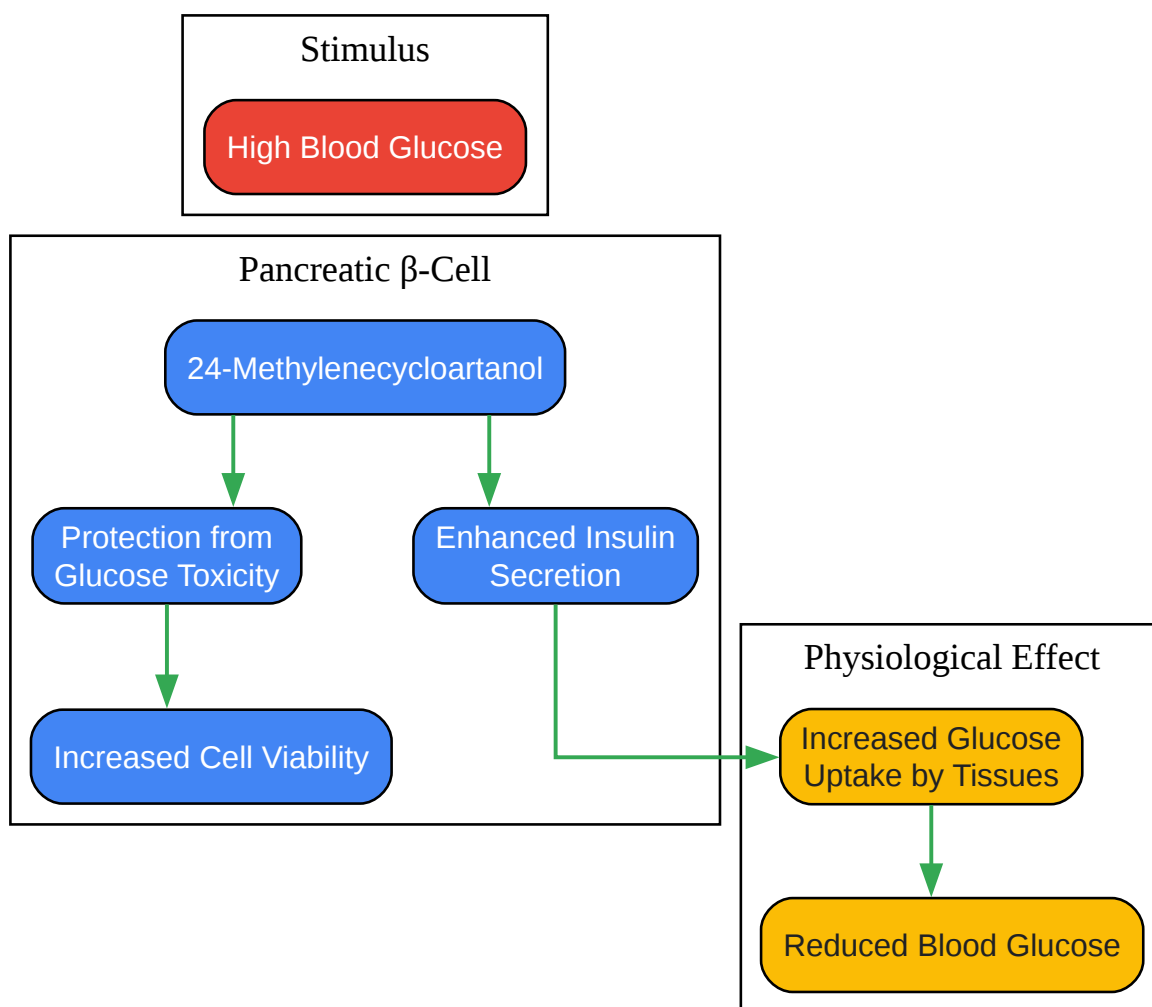 Stimulus
High Blood Glucose
Pancreatic β-Cell
24-Methylenecycloartanol
Protection from
Glucose Toxicity
Enhanced Insulin
Secretion
Increased Cell Viability
Physiological Effect
Increased Glucose
Uptake by Tissues
Reduced Blood Glucose